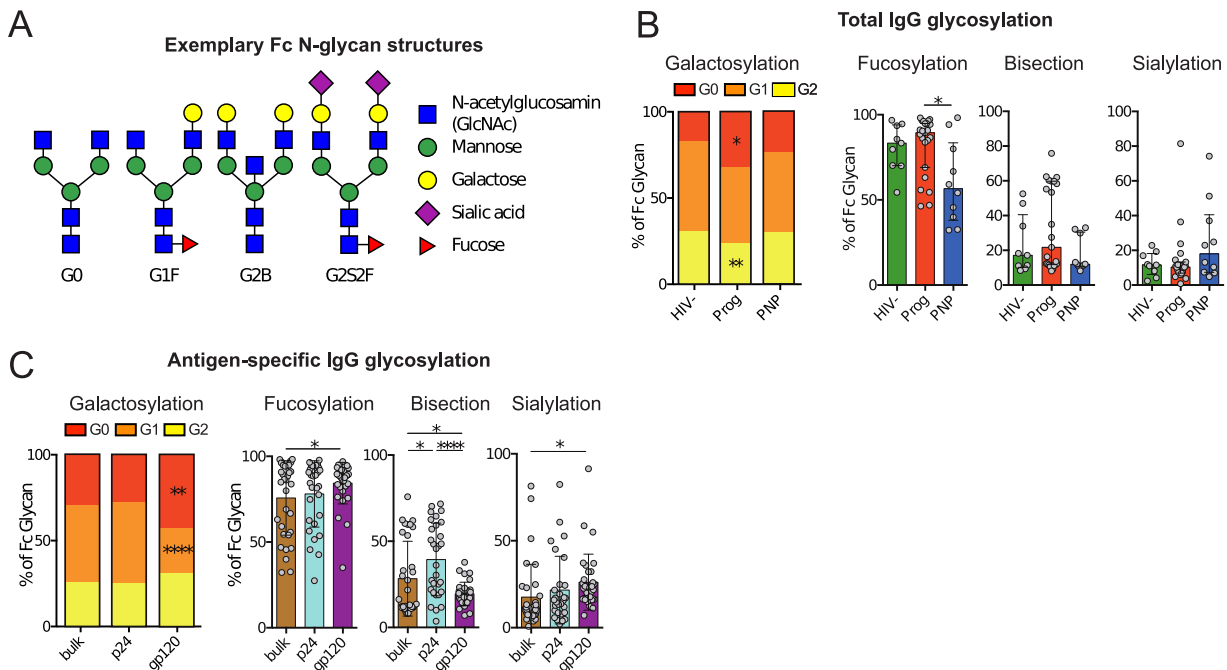 A
Exemplary Fc N-glycan structures
N-acetylglucosamin
(GlcNAc)
Mannose
Galactose
Sialic acid
Fucose
G0
G1F
G2B
G2S2F
B
Total IgG glycosylation
Galactosylation
Fucosylation
Bisection
Sialylation
G0 G1 G2
% of Fc Glycan
100
50
0
*
**
HIV-
Prog
PNP
% of Fc Glycan
100
50
0
*
HIV-
Prog
PNP
100
80
60
40
20
0
HIV-
Prog
PNP
100
80
60
40
20
0
HIV-
Prog
PNP
C
Antigen-specific IgG glycosylation
Galactosylation
Fucosylation
Bisection
Sialylation
G0 G1 G2
% of Fc Glycan
100
50
0
**
****
bulk
p24
gp120
% of Fc Glycan
100
50
0
*
bulk
p24
gp120
100
50
0
*
* ****
bulk
p24
gp120
100
50
0
*
bulk
p24
gp120